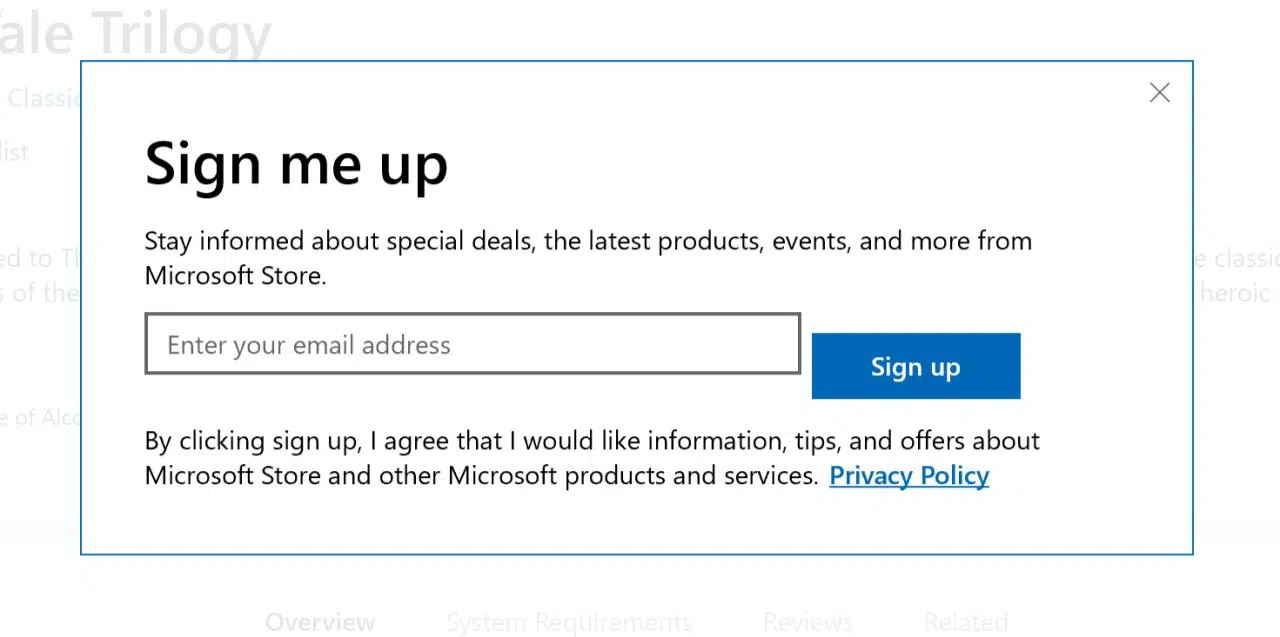 ale Trilogy
Classic
list
Sign me up
Stay informed about special deals, the latest products, events, and more from
Microsoft Store.
ed to
e classic
s of the
heroic
Enter your email address
Sign up
e of
By clicking sign up, I agree that I would like information, tips, and offers about
Microsoft Store and other Microsoft products and services. Privacy Policy
Overview System Requirements Reviews Related